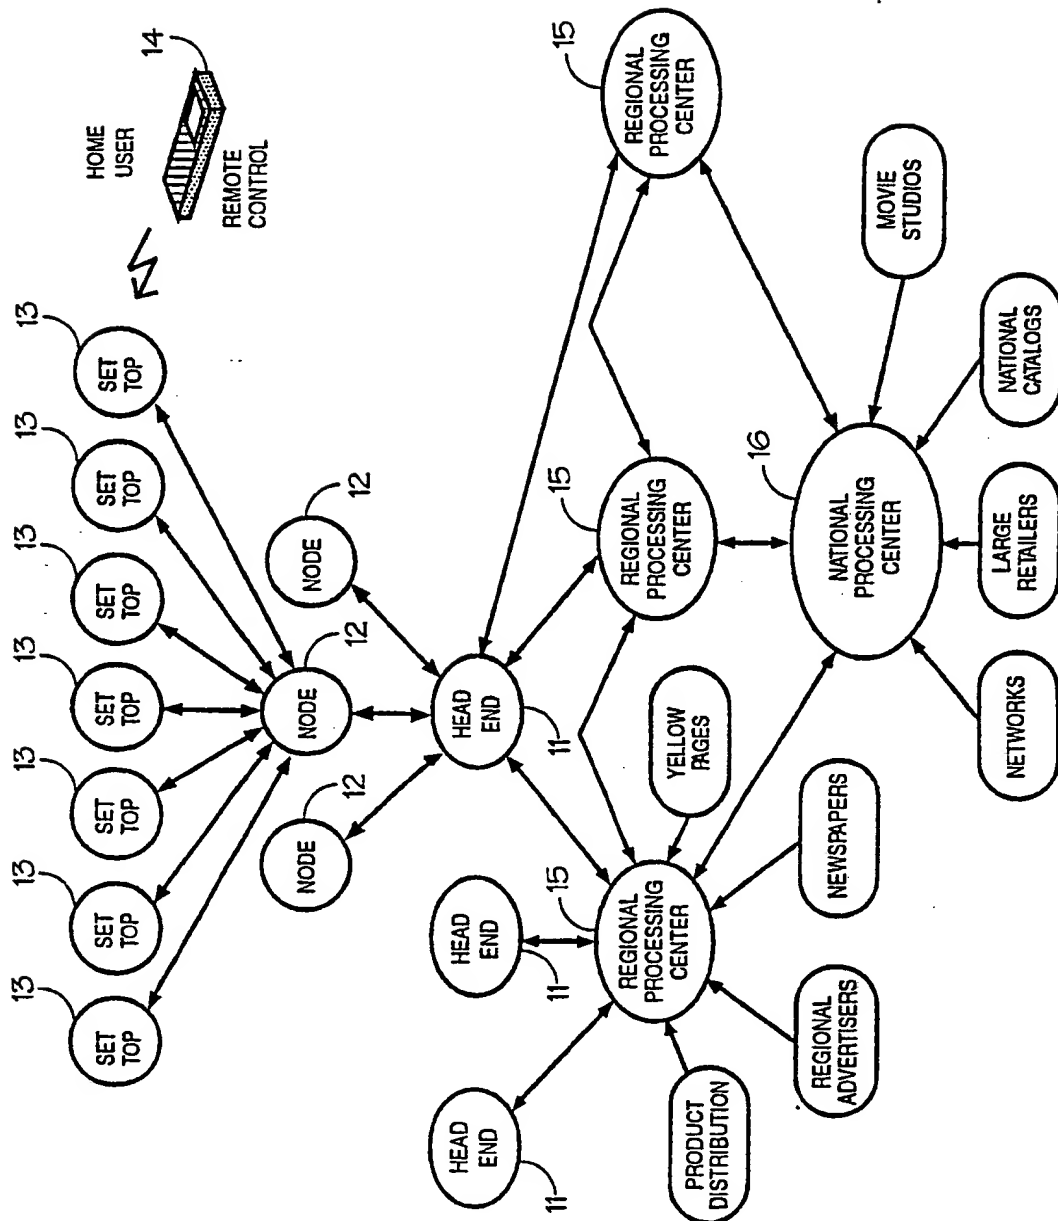 13
SET
TOP
13
SET
TOP
13
SET
TOP
13
SET
TOP
13
SET
TOP
13
SET
TOP
13
SET
TOP
HOME
USER
14
REMOTE
CONTROL
NODE
12
NODE
12
NODE
12
HEAD
END
11
HEAD
END
11
HEAD
END
11
15
REGIONAL
PROCESSING
CENTER
15
REGIONAL
PROCESSING
CENTER
15
REGIONAL
PROCESSING
CENTER
YELLOW
PAGES
PRODUCT
DISTRIBUTION
REGIONAL
ADVERTISERS
NEWSPAPERS
16
NATIONAL
PROCESSING
CENTER
NETWORKS
LARGE
RETAILERS
NATIONAL
CATALOGS
MOVIE
STUDIOS